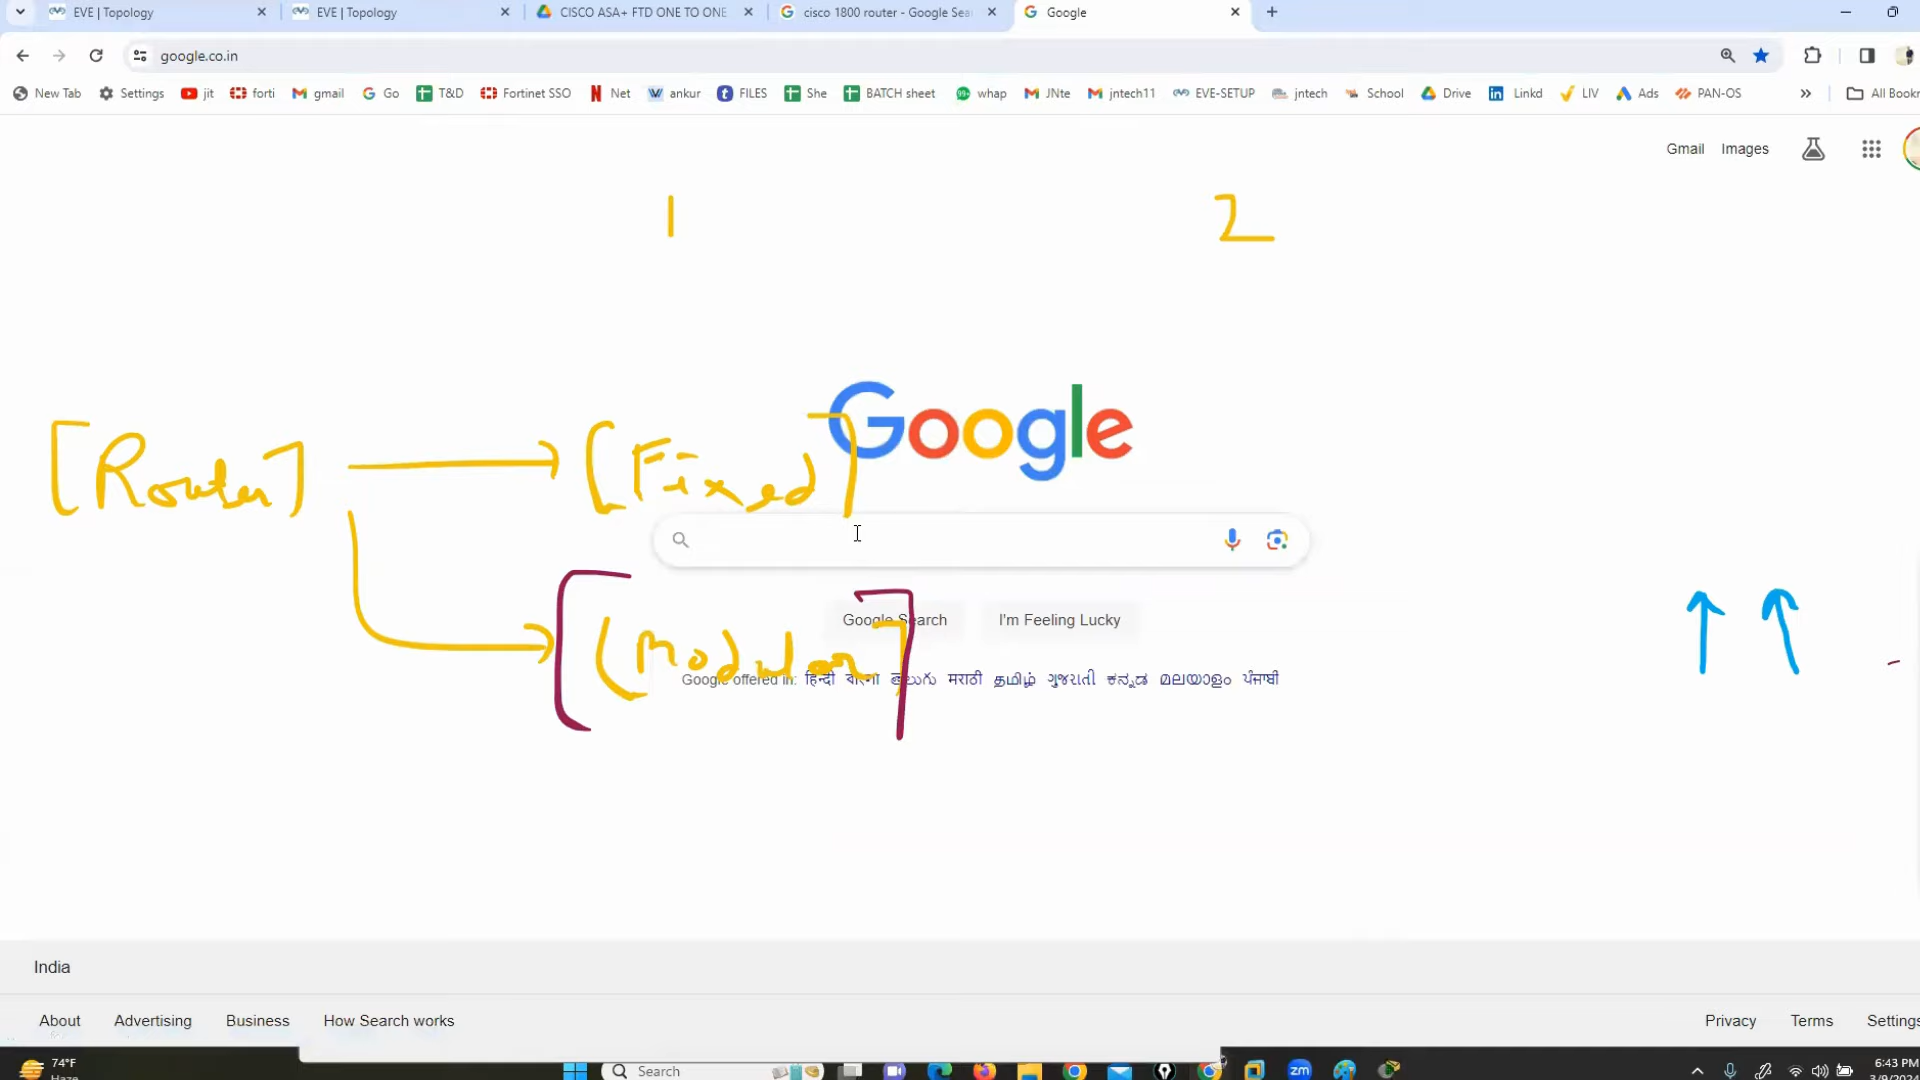 EVE | Topology EVE | Topology CISCO ASA+ FTD ONE TO ONE cisco 1800 router - Google Sea Google
google.co.in
New Tab Settings jit forti gmail Go T&D Fortinet SSO Net ankur FILES She BATCH sheet whap JNte jntech11 EVE-SETUP jntech School Drive Linkd LIV Ads PAN-OS » All Bookr
Gmail Images
1 2
Google
[Router] [Fixed]
Google Search I'm Feeling Lucky
[Modular]
Google offered in: हिन्दी বাংলা తెలుగు मराठी தமிழ் ગુજરાતી ಕನ್ನಡ മലയാളം ਪੰਜਾਬੀ
India
About Advertising Business How Search works Privacy Terms Settings
74°F
Haze
Search
zm
6:43 PM